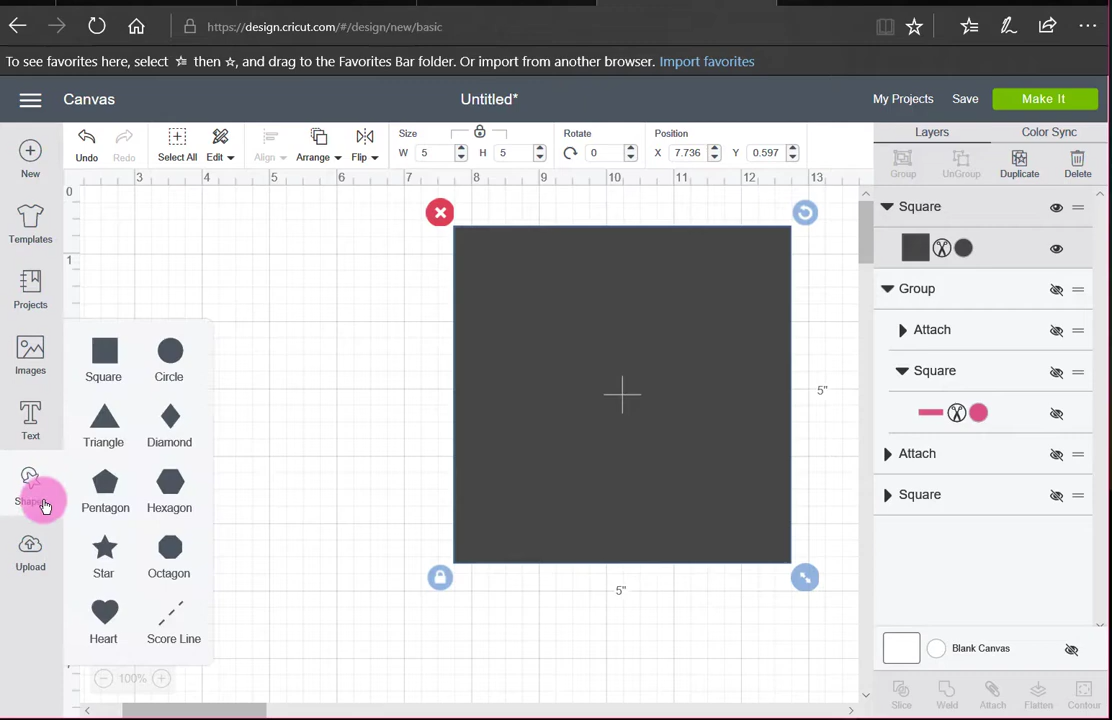 https://design.cricut.com/#/design/new/basic
To see favorites here, select then , and drag to the Favorites Bar folder. Or import from another browser. Import favorites
Canvas
Untitled*
My Projects
Save
Make It
New
Templates
Projects
Images
Text
Upload
Undo
Redo
Select All
Edit
Align
Arrange
Flip
Size
W 5
H 5
Rotate
0
Position
X 7.736
Y 0.597
0 3 4 5 6 7 8 9 10 11 12 13
1
Square
Circle
Triangle
Diamond
Pentagon
Hexagon
Star
Octagon
Heart
Score Line
100%
5"
5"
Layers
Color Sync
Group
UnGroup
Duplicate
Delete
Square
Group
Attach
Square
Attach
Square
Blank Canvas
Slice
Weld
Attach
Flatten
Contour